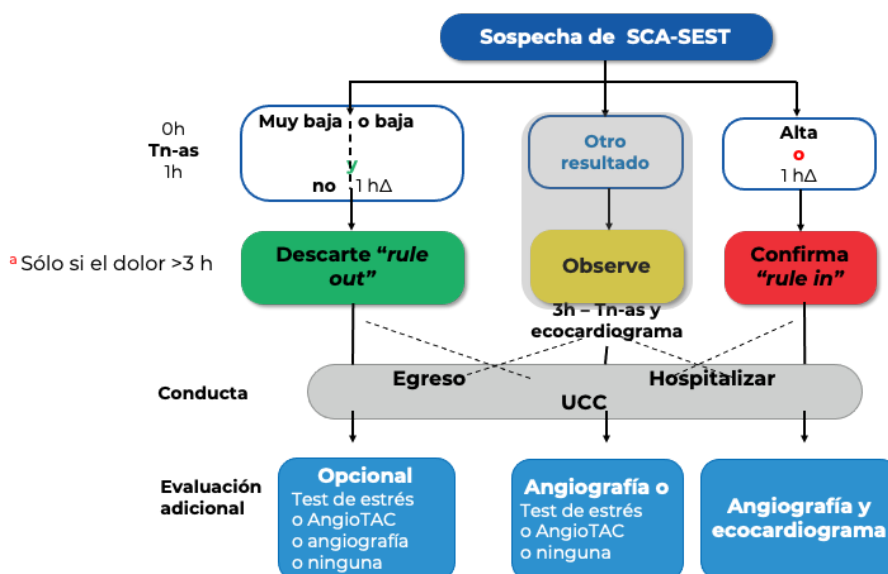 Sospecha de SCA-SEST
0h
Tn-as
1h
Muy baja o baja
y
no 1 hΔ
Otro
resultado
Alta
o
1 hΔ
a Sólo si el dolor >3 h
Descarte “rule
out”
Observe
Confirma
“rule in”
3h – Tn-as y
ecocardiograma
Conducta
Egreso
Hospitalizar
UCC
Evaluación
adicional
Opcional
Test de estrés
o AngioTAC
o angiografía
o ninguna
Angiografía o
Test de estrés
o AngioTAC
o ninguna
Angiografía y
ecocardiograma